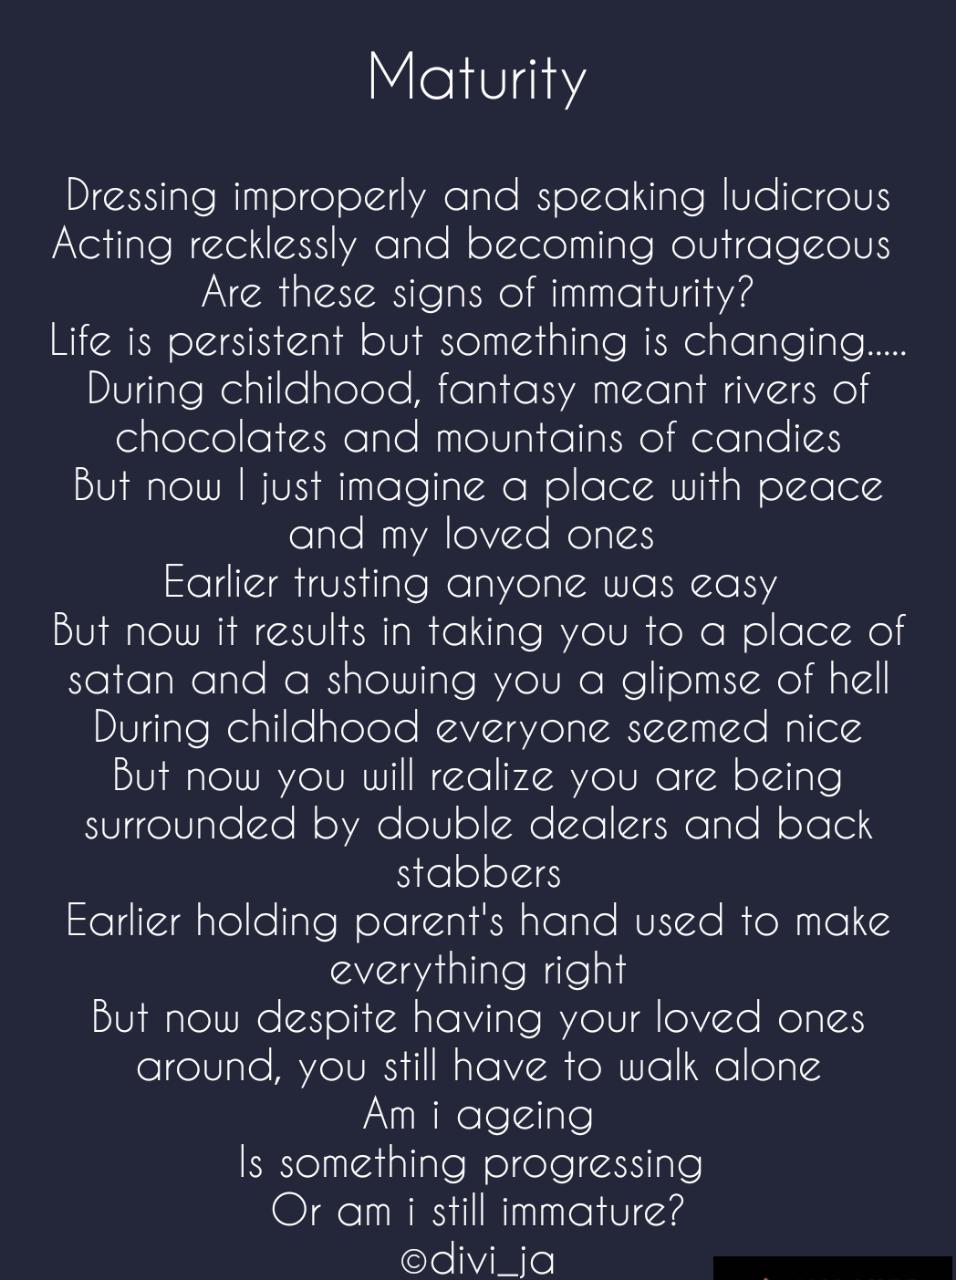 Maturity
Dressing improperly and speaking ludicrous
Acting recklessly and becoming outrageous
Are these signs of immaturity?
Life is persistent but something is changing.....
During childhood, fantasy meant rivers of
chocolates and mountains of candies
But now I just imagine a place with peace
and my loved ones
Earlier trusting anyone was easy
But now it results in taking you to a place of
satan and a showing you a glipmse of hell
During childhood everyone seemed nice
But now you will realize you are being
surrounded by double dealers and back
stabbers
Earlier holding parent's hand used to make
everything right
But now despite having your loved ones
around, you still have to walk alone
Am i ageing
Is something progressing
Or am i still immature?
©divi_ja